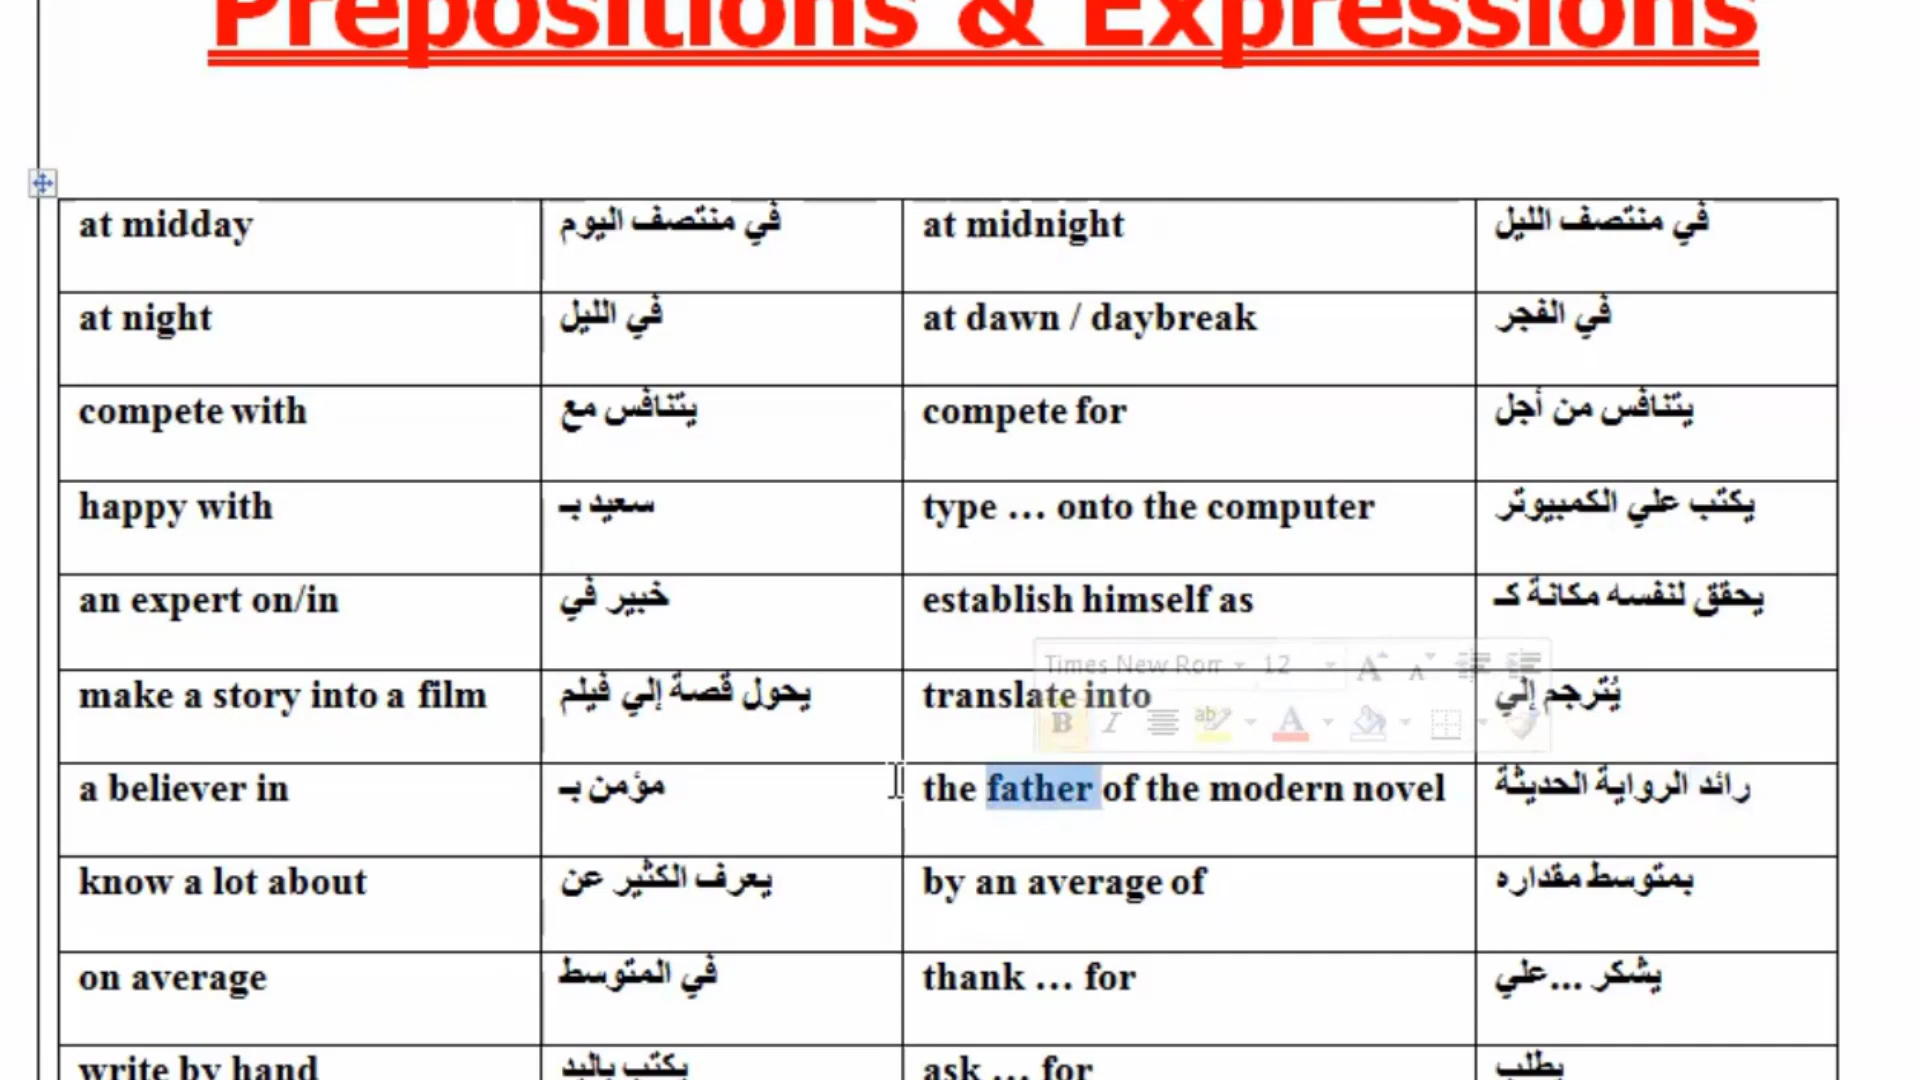 Prepositions & Expressions
at midday في منتصف اليوم at midnight في منتصف الليل
at night في الليل at dawn / daybreak في الفجر
compete with يتنافس مع compete for يتنافس من أجل
happy with سعيد بـ type … onto the computer يكتب علي الكمبيوتر
an expert on/in خبير في establish himself as يحقق لنفسه مكانة كـ
Times New Rom 12
make a story into a film يحول قصة إلي فيلم translate into يُترجم إلي
a believer in مؤمن بـ the father of the modern novel رائد الرواية الحديثة
know a lot about يعرف الكثير عن by an average of بمتوسط مقداره
on average في المتوسط thank … for يشكر ...علي
write by hand يكتب باليد ask … for يطلب